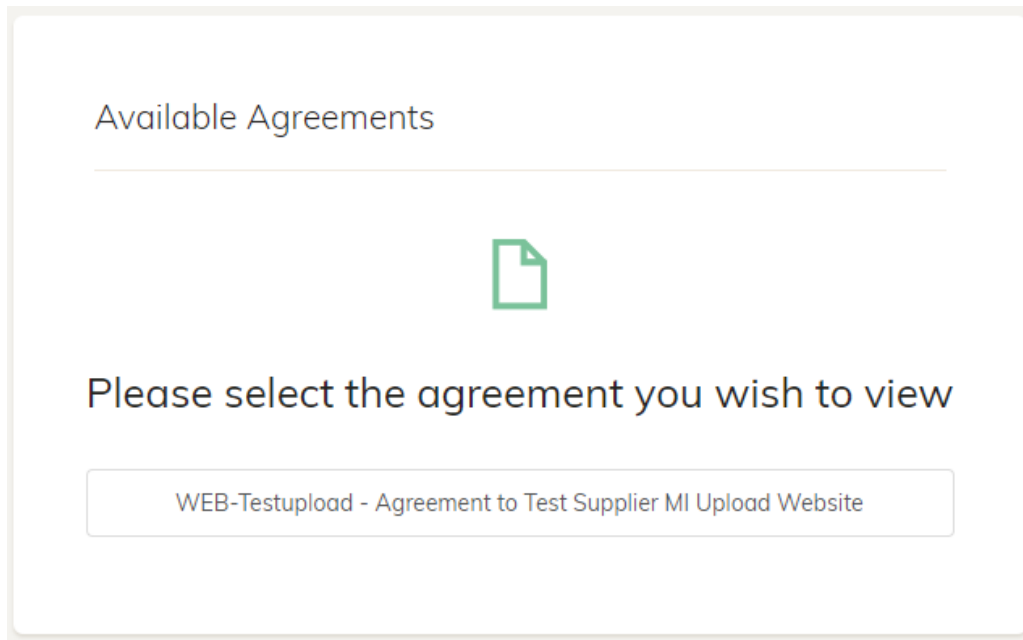 Available Agreements
Please select the agreement you wish to view
WEB-Testupload - Agreement to Test Supplier MI Upload Website